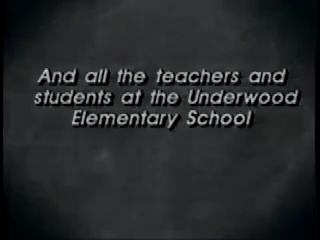 And all the teachers and
students at the Underwood
Elementary School